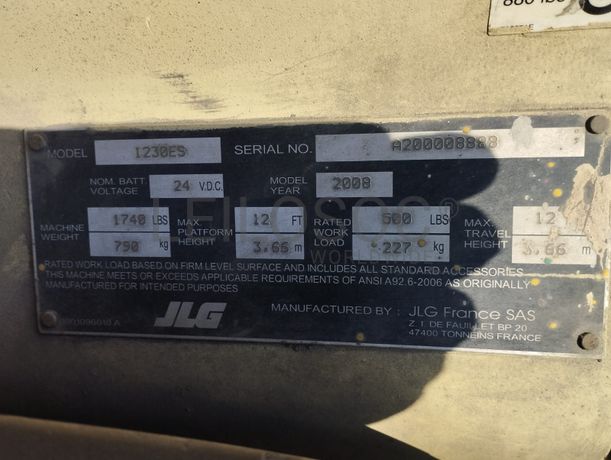 880 lbs
MODEL 1230ES SERIAL NO. A200008888
NOM. BATT. VOLTAGE 24 V.D.C. MODEL YEAR 2008
MACHINE WEIGHT 1740 LBS 790 kg MAX. PLATFORM HEIGHT 12 FT 3.66 m RATED WORK LOAD 500 LBS 227 kg MAX. TRAVEL HEIGHT 12 3.66 m
LEILOSOC®
WORLDWIDE
RATED WORK LOAD BASED ON FIRM LEVEL SURFACE AND INCLUDES ALL STANDARD ACCESSORIES
THIS MACHINE MEETS OR EXCEEDS APPLICABLE REQUIREMENTS OF ANSI A92.6-2006 AS ORIGINALLY
MANUFACTURED FOR INTENDED PURPOSES
JLG MANUFACTURED BY : JLG France SAS
Z.I. DE FAUILLET BP 20
47400 TONNEINS FRANCE